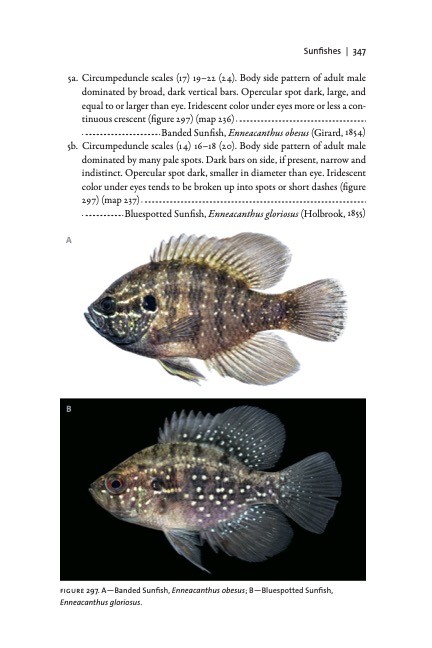 Sunfishes | 347
5a. Circumpeduncle scales (17) 19–22 (24). Body side pattern of adult male
dominated by broad, dark vertical bars. Opercular spot dark, large, and
equal to or larger than eye. Iridescent color under eyes more or less a con-
tinuous crescent (figure 297) (map 236)
Banded Sunfish, Enneacanthus obesus (Girard, 1854)
5b. Circumpeduncle scales (14) 16–18 (20). Body side pattern of adult male
dominated by many pale spots. Dark bars on side, if present, narrow and
indistinct. Opercular spot dark, smaller in diameter than eye. Iridescent
color under eyes tends to be broken up into spots or short dashes (figure
297) (map 237)
Bluespotted Sunfish, Enneacanthus gloriosus (Holbrook, 1855)
A
B
FIGURE 297. A—Banded Sunfish, Enneacanthus obesus; B—Bluespotted Sunfish,
Enneacanthus gloriosus.